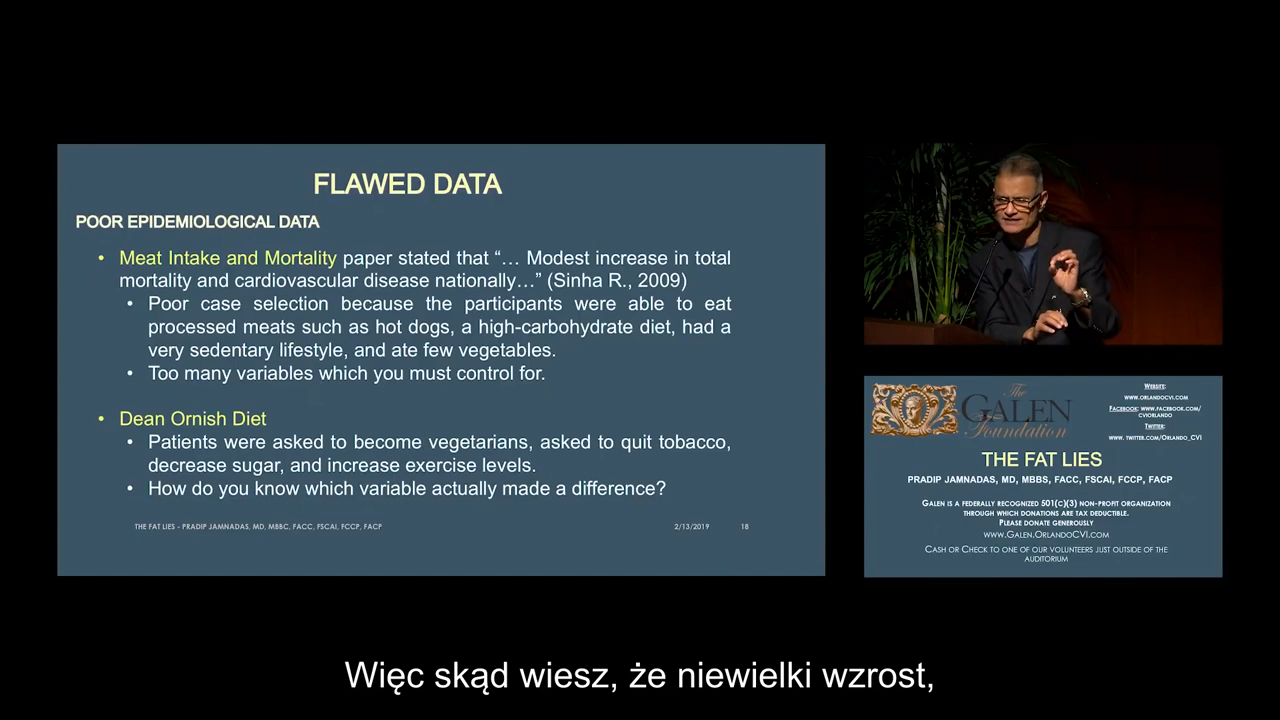 FLAWED DATA
POOR EPIDEMIOLOGICAL DATA
• Meat Intake and Mortality paper stated that “… Modest increase in total
mortality and cardiovascular disease nationally…” (Sinha R., 2009)
• Poor case selection because the participants were able to eat
processed meats such as hot dogs, a high-carbohydrate diet, had a
very sedentary lifestyle, and ate few vegetables.
• Too many variables which you must control for.
• Dean Ornish Diet
• Patients were asked to become vegetarians, asked to quit tobacco,
decrease sugar, and increase exercise levels.
• How do you know which variable actually made a difference?
THE FAT LIES - PRADIP JAMNADAS, MD, MBBC, FACC, FSCAI, FCCP, FACP 2/13/2019 18
The
GALEN
Foundation
WEBSITE:
WWW.ORLANDOCVI.COM
FACEBOOK: WWW.FACEBOOK.COM/
CVIORLANDO
TWITTER:
WWW. TWITTER.COM/ORLANDO_CVI
THE FAT LIES
PRADIP JAMNADAS, MD, MBBS, FACC, FSCAI, FCCP, FACP
GALEN IS A FEDERALLY RECOGNIZED 501(C)(3) NON-PROFIT ORGANIZATION
THROUGH WHICH DONATIONS ARE TAX DEDUCTIBLE.
PLEASE DONATE GENEROUSLY
WWW.GALEN.ORLANDOCVI.COM
CASH OR CHECK TO ONE OF OUR VOLUNTEERS JUST OUTSIDE OF THE
AUDITORIUM
Więc skąd wiesz, że niewielki wzrost,